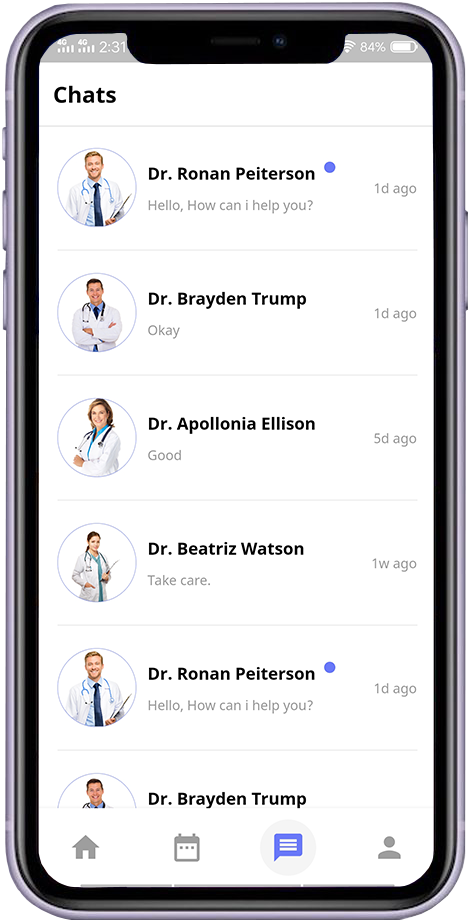 4G 4G 2:31
84%
Chats
Dr. Ronan Peiterson
1d ago
Hello, How can i help you?
Dr. Brayden Trump
1d ago
Okay
Dr. Apollonia Ellison
5d ago
Good
Dr. Beatriz Watson
1w ago
Take care.
Dr. Ronan Peiterson
1d ago
Hello, How can i help you?
Dr. Brayden Trump